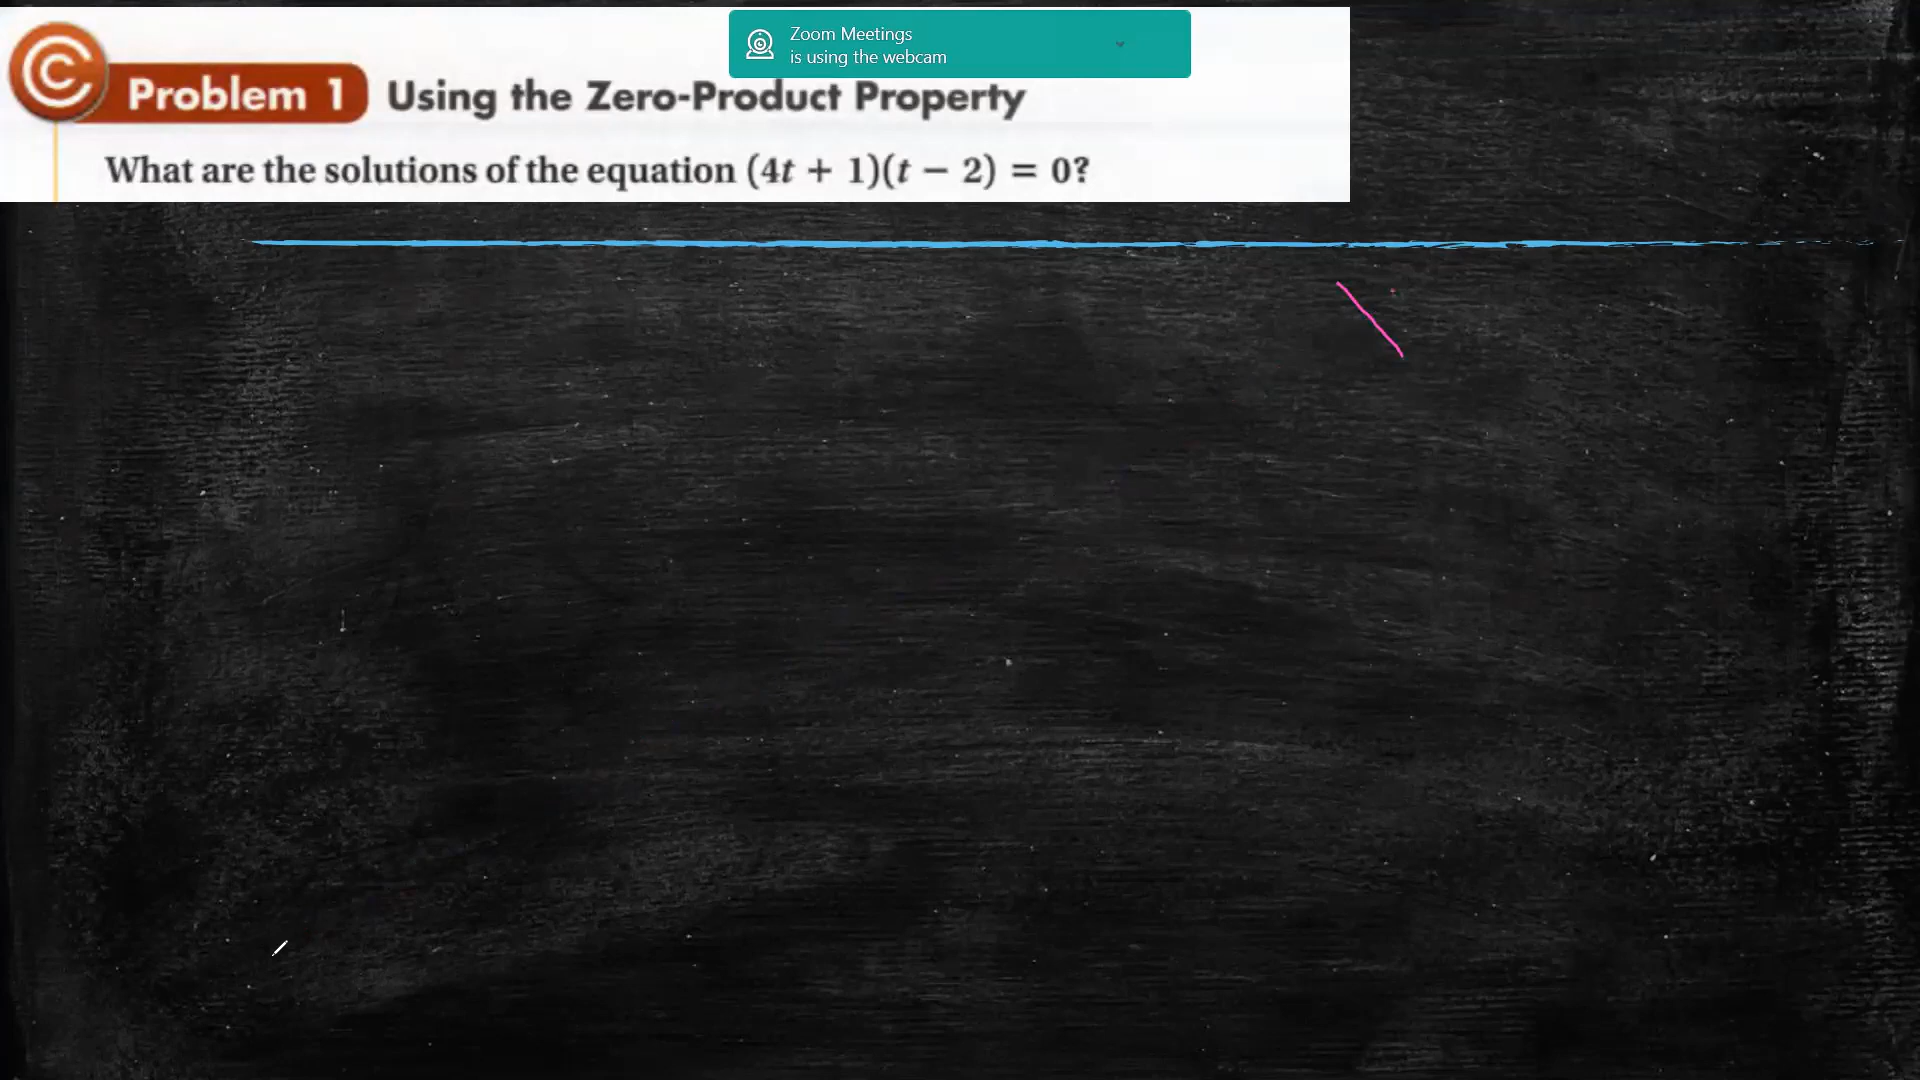 Zoom Meetings
is using the webcam
Problem 1 Using the Zero-Product Property
What are the solutions of the equation (4t + 1)(t − 2) = 0?